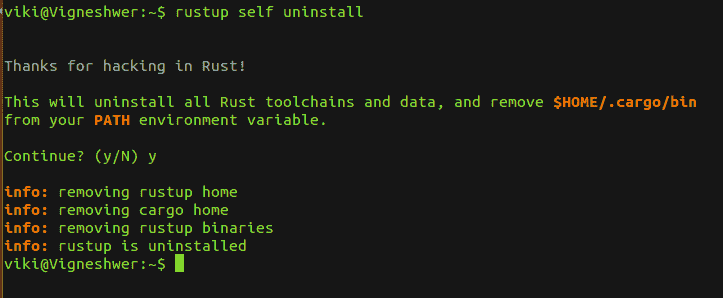 viki@Vigneshwer:~$ rustup self uninstall
Thanks for hacking in Rust!
This will uninstall all Rust toolchains and data, and remove $HOME/.cargo/bin
from your PATH environment variable.
Continue? (y/N) y
info: removing rustup home
info: removing cargo home
info: removing rustup binaries
info: rustup is uninstalled
viki@Vigneshwer:~$